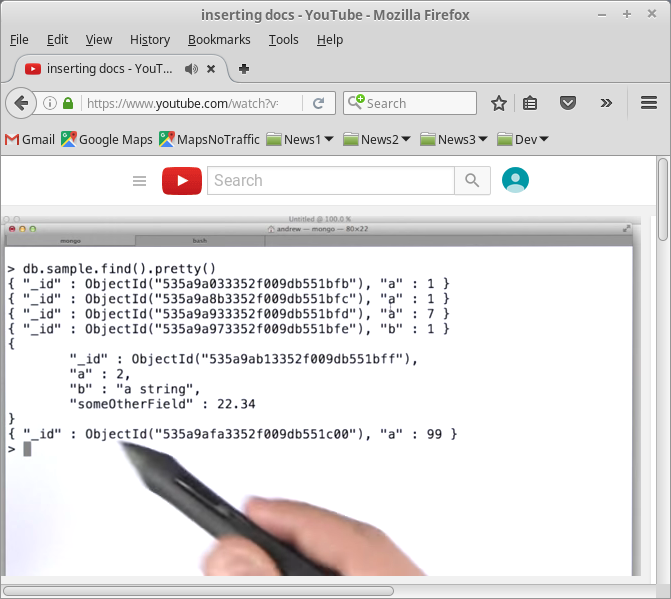 inserting docs - YouTube - Mozilla Firefox
File Edit View History Bookmarks Tools Help
inserting docs - YouT...
https://www.youtube.com/watch?v=
Search
Gmail Google Maps MapsNoTraffic News1 News2 News3 Dev
Search
Untitled @ 100.0 %
andrew — mongo — 80×22
mongo bash
> db.sample.find().pretty()
{ "_id" : ObjectId("535a9a033352f009db551bfb"), "a" : 1 }
{ "_id" : ObjectId("535a9a8b3352f009db551bfc"), "a" : 1 }
{ "_id" : ObjectId("535a9a933352f009db551bfd"), "a" : 7 }
{ "_id" : ObjectId("535a9a973352f009db551bfe"), "b" : 1 }
{
"_id" : ObjectId("535a9ab13352f009db551bff"),
"a" : 2,
"b" : "a string",
"someOtherField" : 22.34
}
{ "_id" : ObjectId("535a9afa3352f009db551c00"), "a" : 99 }
>